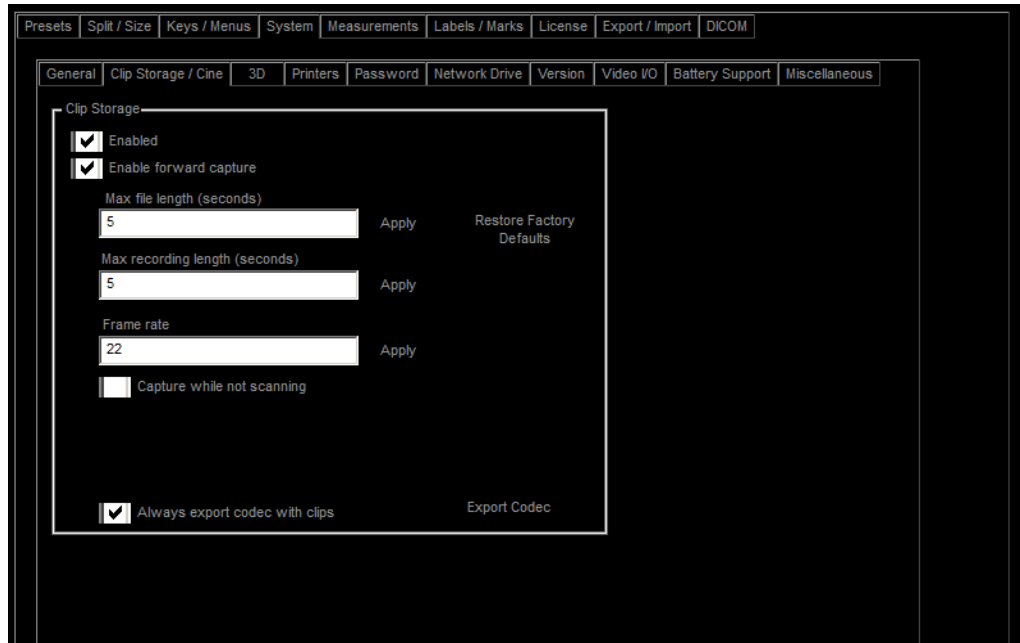 Presets Split / Size Keys / Menus System Measurements Labels / Marks License Export / Import DICOM
General Clip Storage / Cine 3D Printers Password Network Drive Version Video I/O Battery Support Miscellaneous
Clip Storage
Enabled
Enable forward capture
Max file length (seconds)
5 Apply Restore Factory
Defaults
Max recording length (seconds)
5 Apply
Frame rate
22 Apply
Capture while not scanning
Always export codec with clips Export Codec